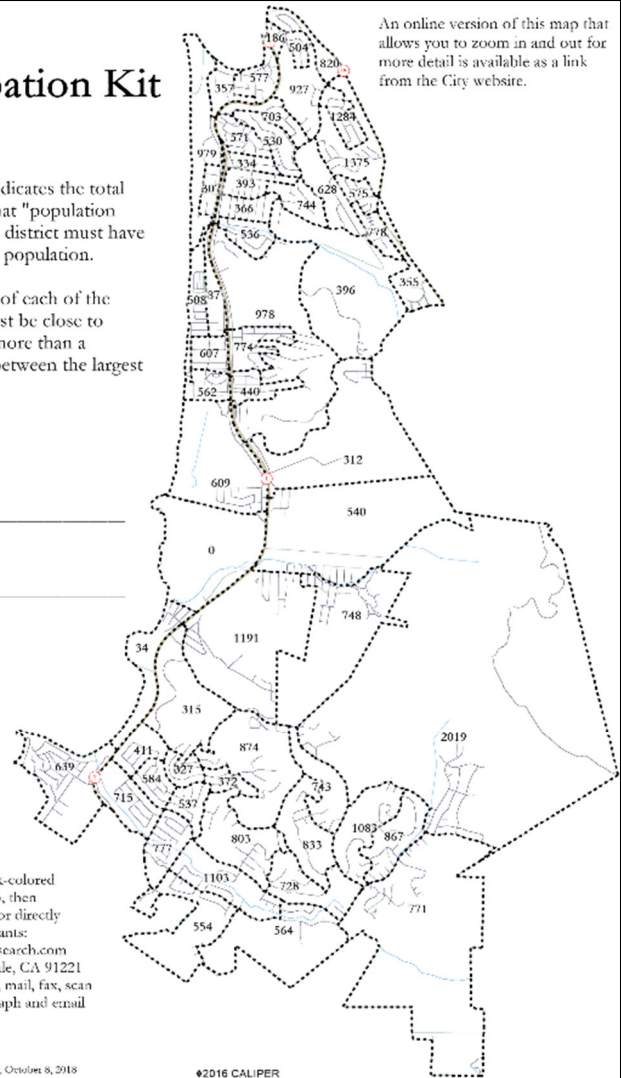 An online version of this map that
allows you to zoom in and out for
more detail is available as a link
from the City website.
ation Kit
dicates the total
at "population
district must have
population.
of each of the
st be close to
more than a
between the largest
186
504
820
577
357
927
703
1284
571
530
979
334
1375
307
393
628
575
366
744
536
778
355
396
508
37
978
774
607
562
440
312
609
540
0
748
34
1191
315
2019
874
411
327
639
584
372
743
715
537
1083
867
803
833
777
1103
728
771
554
564
k-colored
, then
or directly
ants:
search.com
le, CA 91221
mail, fax, scan
aph and email
, October 8, 2018
©2016 CALIPER